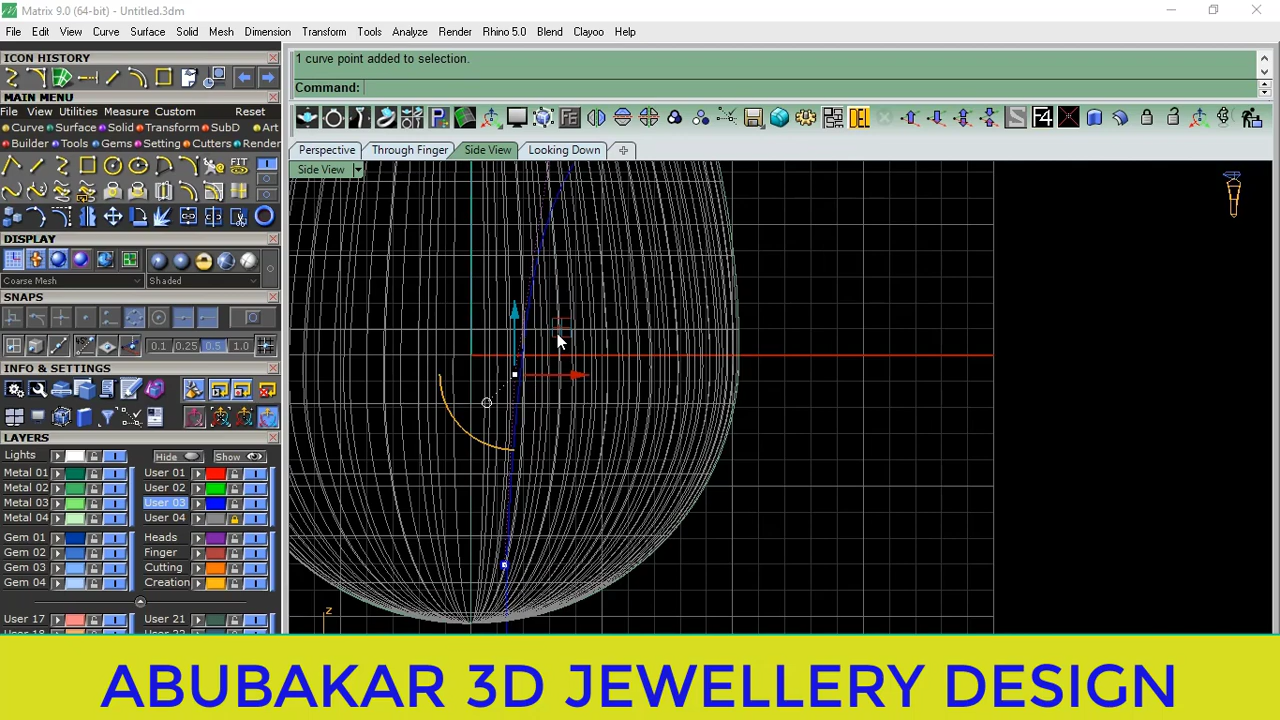 Matrix 9.0 (64-bit) - Untitled.3dm
File Edit View Curve Surface Solid Mesh Dimension Transform Tools Analyze Render Rhino 5.0 Blend Clayoo Help
ICON HISTORY
1 curve point added to selection.
Command:
MAIN MENU
File View Utilities Measure Custom Reset
Curve Surface Solid Transform SubD Art
Builder Tools Gems Setting Cutters Render
Perspective Through Finger Side View Looking Down
Side View
FIT
DEL
F4
DISPLAY
Coarse Mesh Shaded
SNAPS
0.1 0.25 0.5 1.0
INFO & SETTINGS
LAYERS
Lights Hide Show
Metal 01 User 01
Metal 02 User 02
Metal 03 User 03
Metal 04 User 04
Gem 01 Heads
Gem 02 Finger
Gem 03 Cutting
Gem 04 Creation
User 17 User 21
z
ABUBAKAR 3D JEWELLERY DESIGN